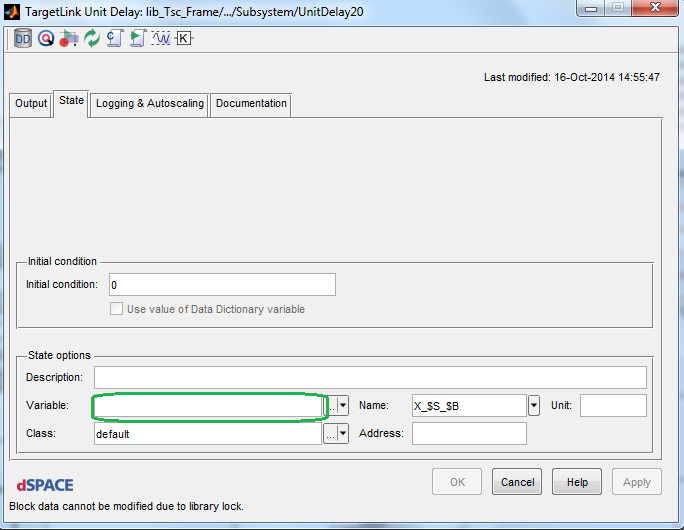 TargetLink Unit Delay: lib_Tsc_Frame/.../Subsystem/UnitDelay20
DD K
Last modified: 16-Oct-2014 14:55:47
Output State Logging & Autoscaling Documentation
Initial condition
Initial condition: 0
Use value of Data Dictionary variable
State options
Description:
Variable: ... Name: X_$S_$B Unit:
Class: default ... Address:
dSPACE OK Cancel Help Apply
Block data cannot be modified due to library lock.